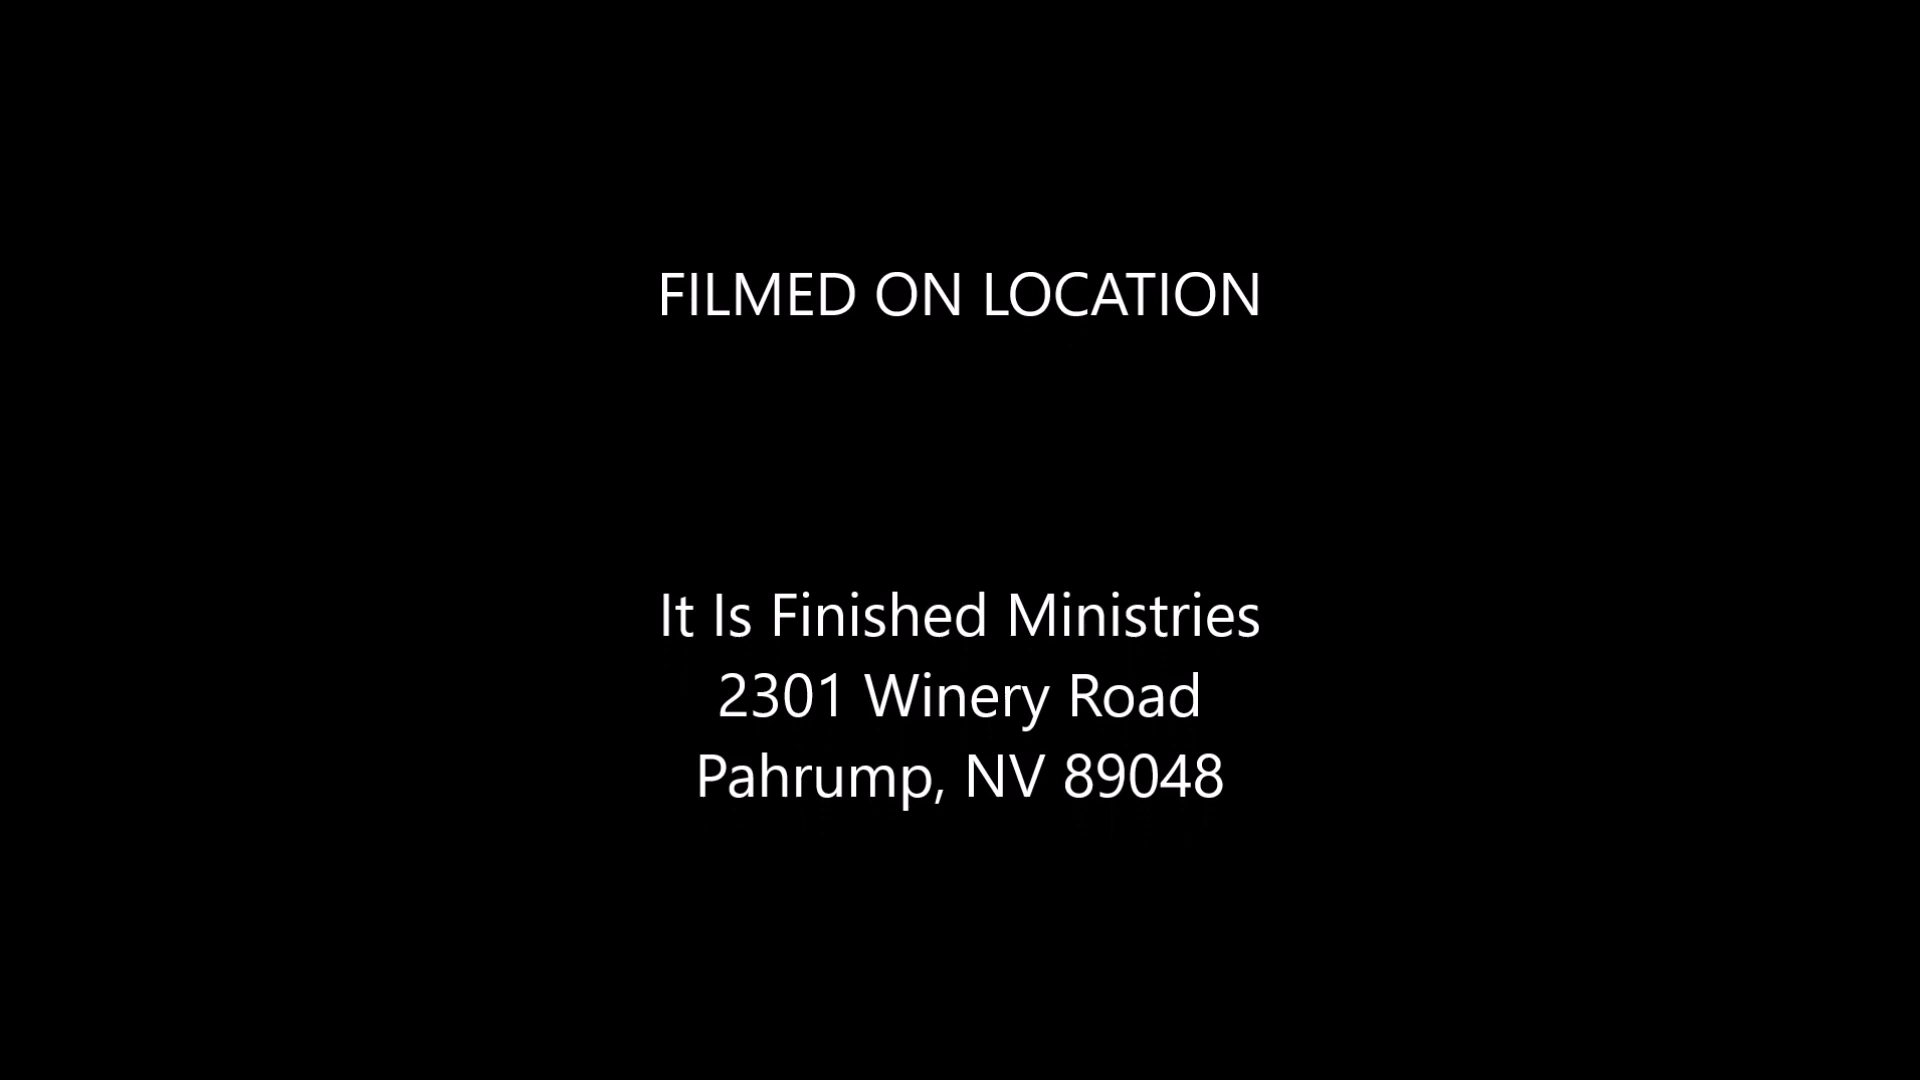 FILMED ON LOCATION
It Is Finished Ministries
2301 Winery Road
Pahrump, NV 89048